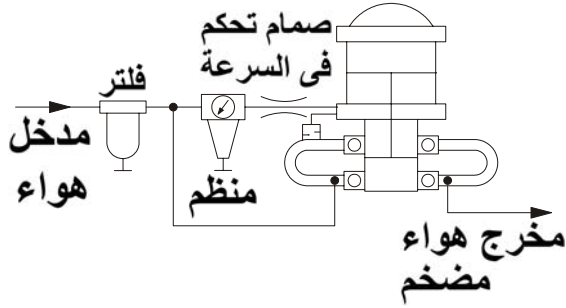 صمام تحكم
فى السرعة
فلتر
مدخل
هواء
منظم
مخرج هواء
مضخم